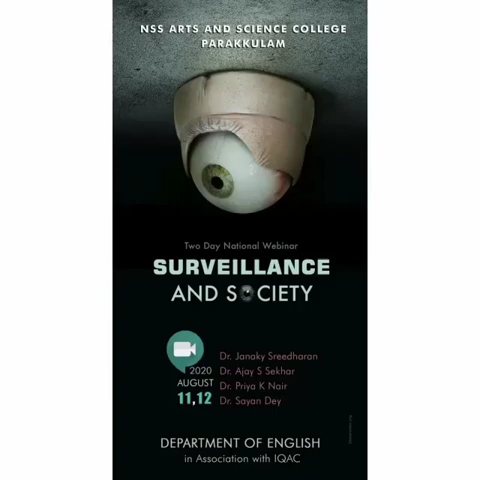 NSS ARTS AND SCIENCE COLLEGE
PARAKKULAM
Two Day National Webinar
SURVEILLANCE
AND SOCIETY
2020
AUGUST
11,12
Dr. Janaky Sreedharan
Dr. Ajay S Sekhar
Dr. Priya K Nair
Dr. Sayan Dey
DEPARTMENT OF ENGLISH
in Association with IQAC